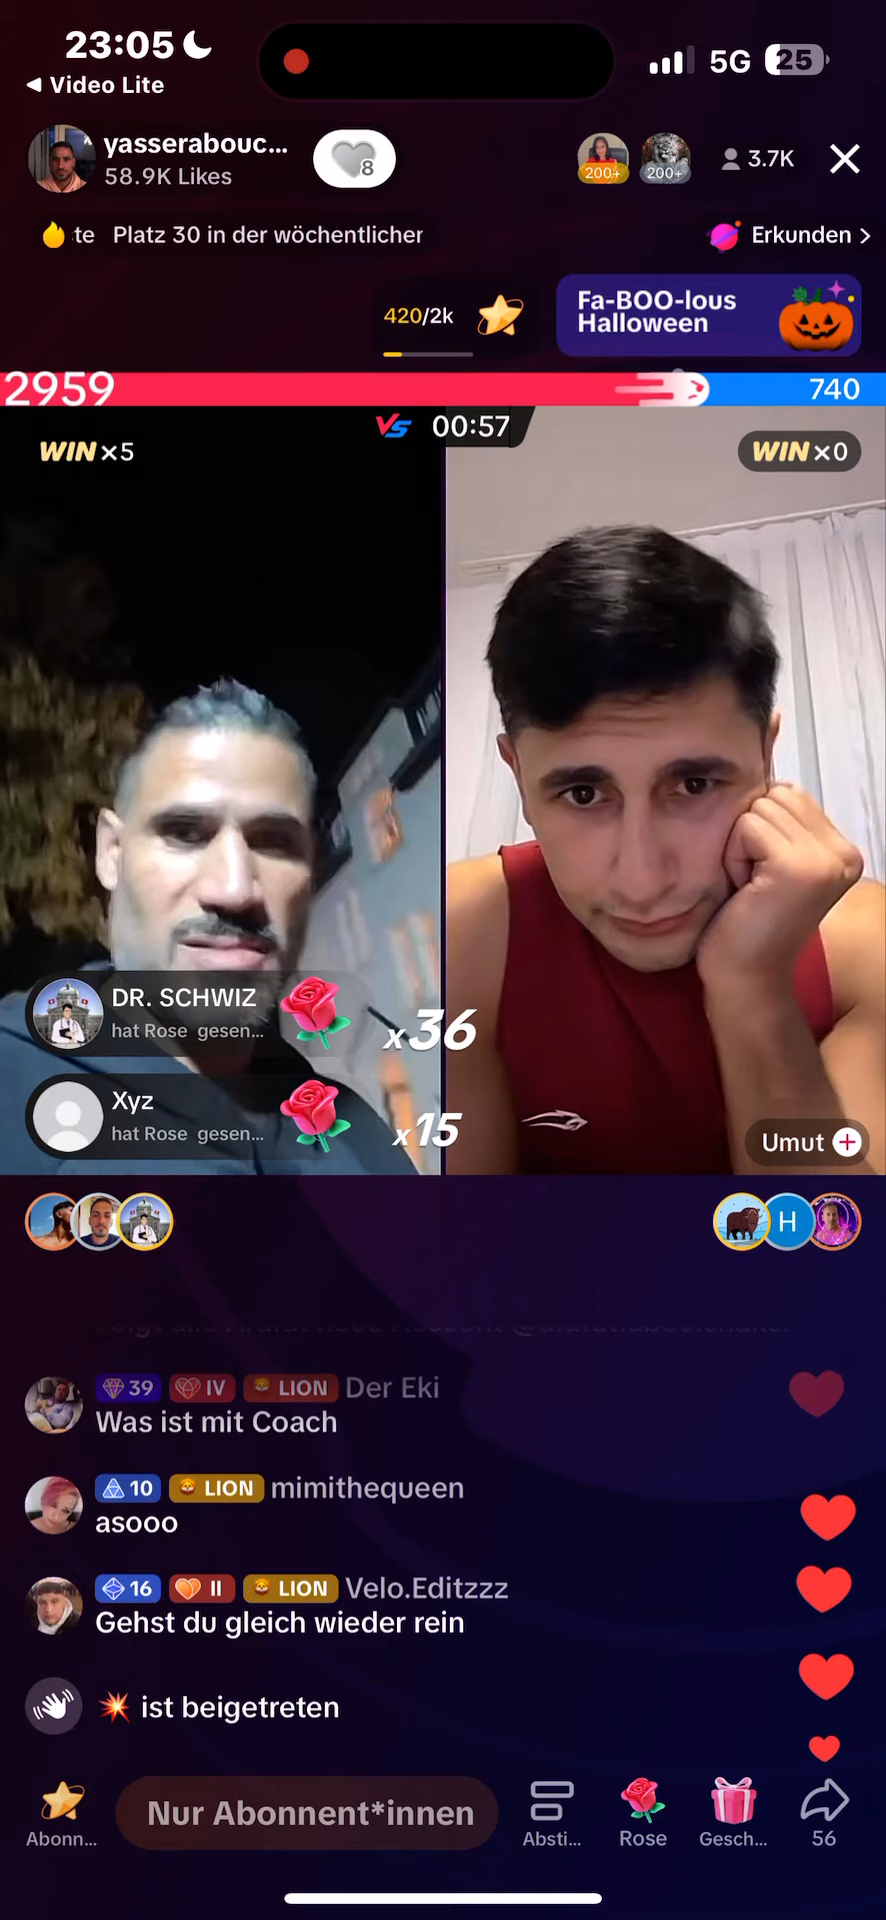 23:05
5G
25
◀ Video Lite
yasserabouc...
58.9K Likes
8
200+
200+
3.7K
te Platz 30 in der wöchentlicher
Erkunden >
420/2k
Fa-BOO-lous
Halloween
2959
740
VS 00:57
WIN x5
WIN x0
DR. SCHWIZ
hat Rose gesen...
x36
Xyz
hat Rose gesen...
x15
Umut +
H
39 IV LION Der Eki
Was ist mit Coach
10 LION mimithequeen
asooo
16 II LION Velo.Editzzz
Gehst du gleich wieder rein
💥 ist beigetreten
Nur Abonnent*innen
Abonn...
Absti...
Rose
Gesch...
56